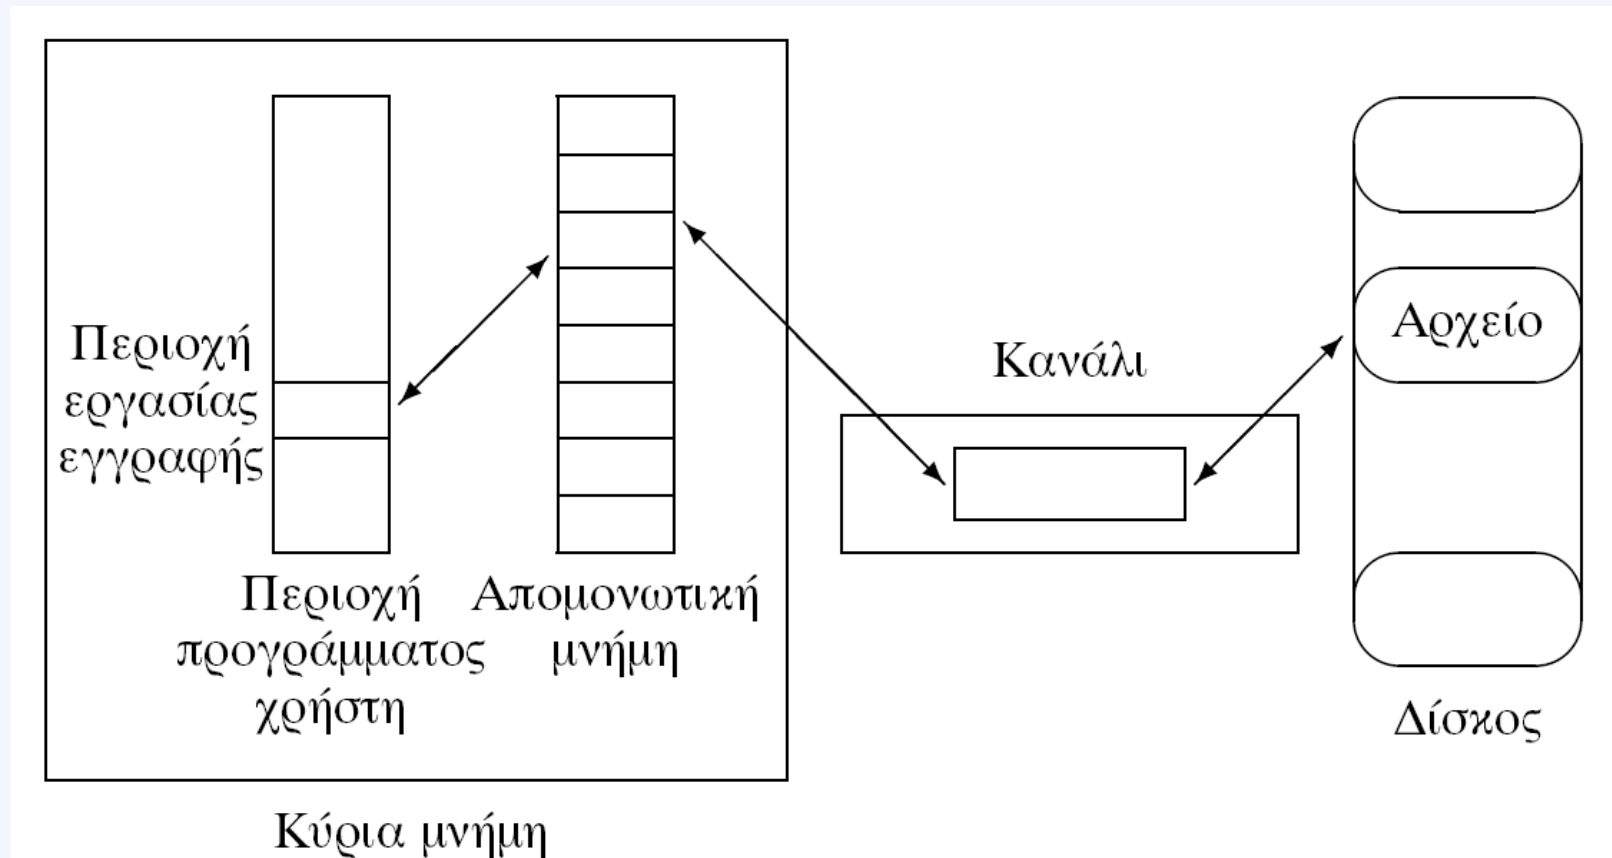 Περιοχή
εργασίας
εγγραφής
Περιοχή
προγράμματος
χρήστη
Απομονωτική
μνήμη
Κύρια μνήμη
Κανάλι
Αρχείο
Δίσκος